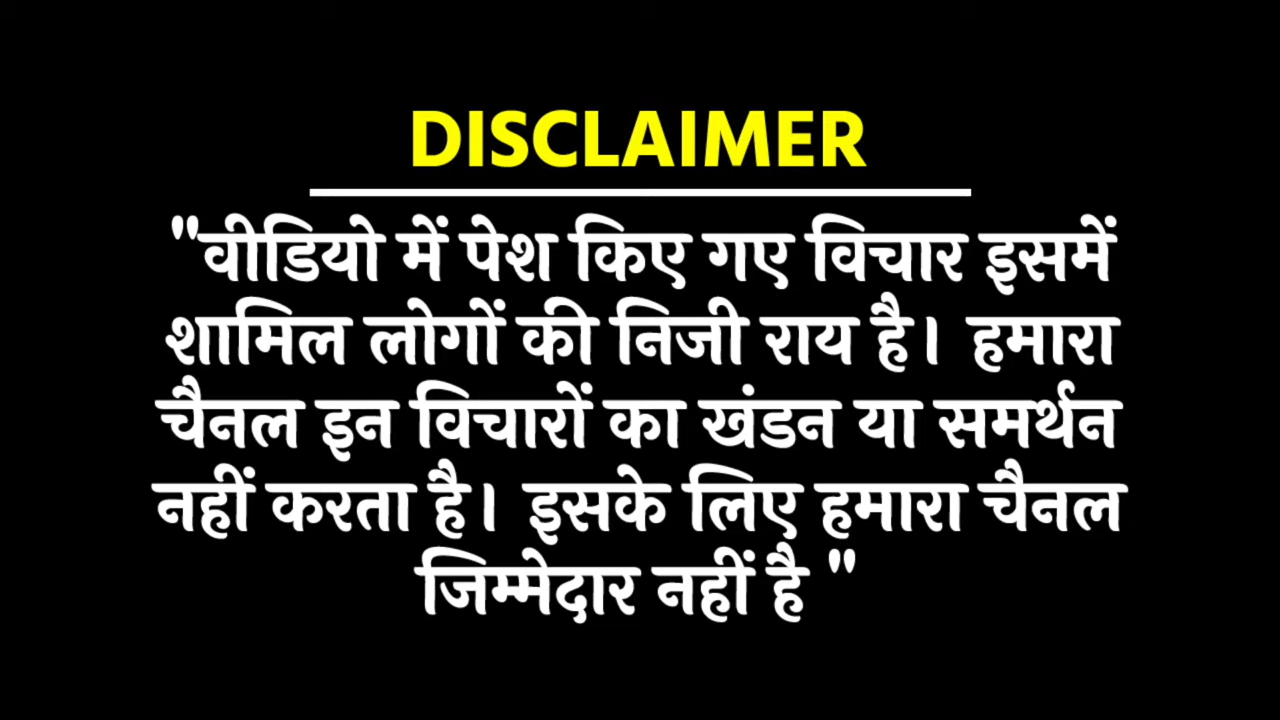 DISCLAIMER
"वीडियो में पेश किए गए विचार इसमें
शामिल लोगों की निजी राय है। हमारा
चैनल इन विचारों का खंडन या समर्थन
नहीं करता है। इसके लिए हमारा चैनल
जिम्मेदार नहीं है "